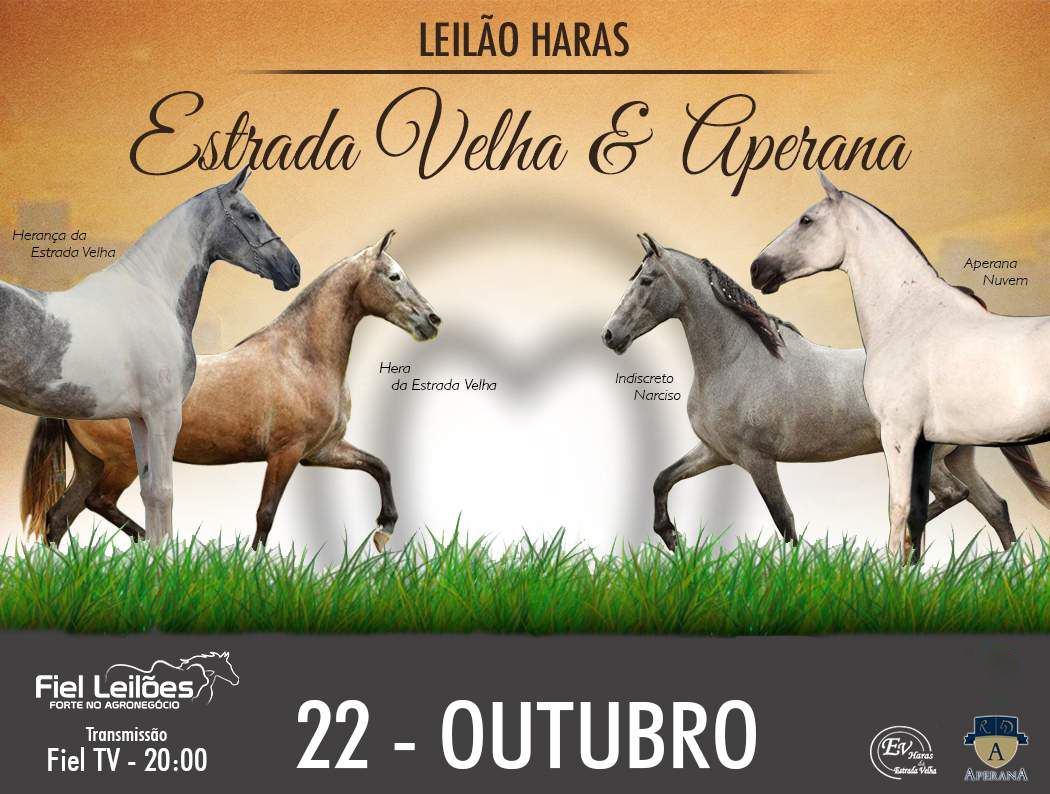 LEILÃO HARAS
Estrada Velha & Aperana
Herança da
Estrada Velha
Aperana
Nuvem
Hera
da Estrada Velha
Indiscreto
Narciso
Fiel Leilões
FORTE NO AGRONEGÓCIO
Transmissão
Fiel TV - 20:00
22 - OUTUBRO
EV Haras
da
Estrada Velha
R D
A
APERANA